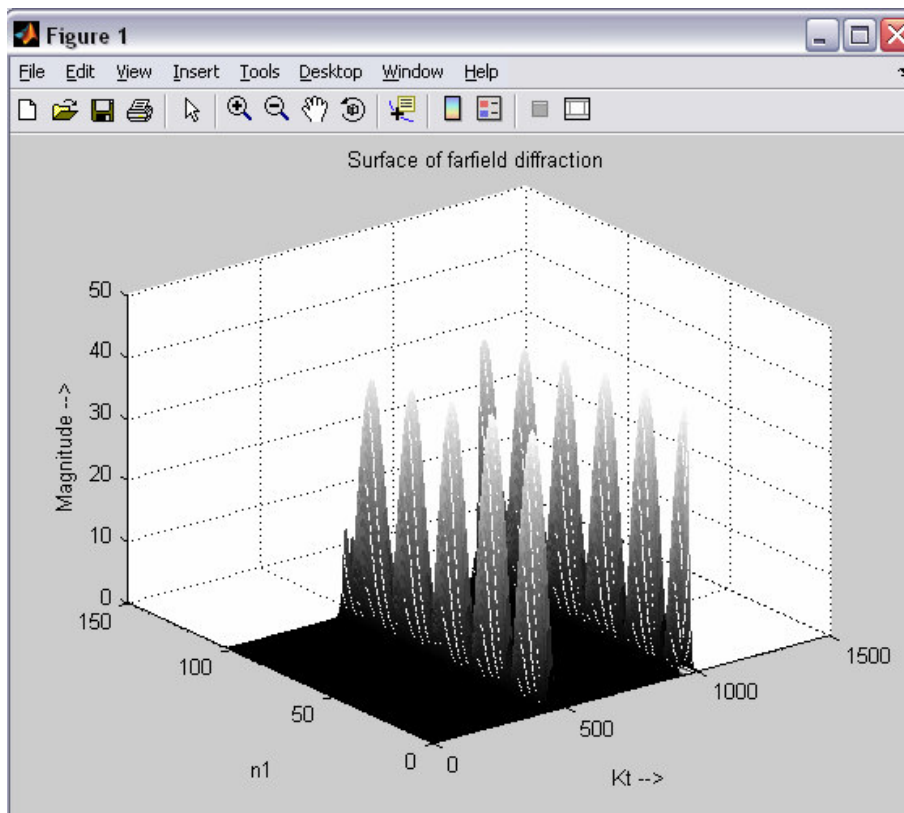 Figure 1
File Edit View Insert Tools Desktop Window Help
Surface of farfield diffraction
50
40
30
20
10
0
Magnitude -->
150
100
50
0
n1
0
500
1000
1500
Kt -->